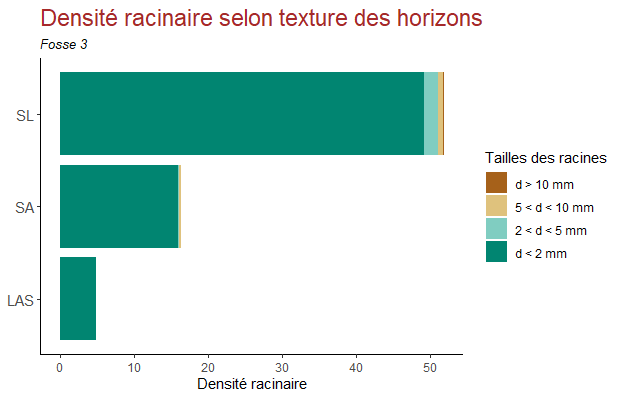 Densité racinaire selon texture des horizons
Fosse 3
SL
SA
LAS
0 10 20 30 40 50
Densité racinaire
Tailles des racines
d > 10 mm
5 < d < 10 mm
2 < d < 5 mm
d < 2 mm